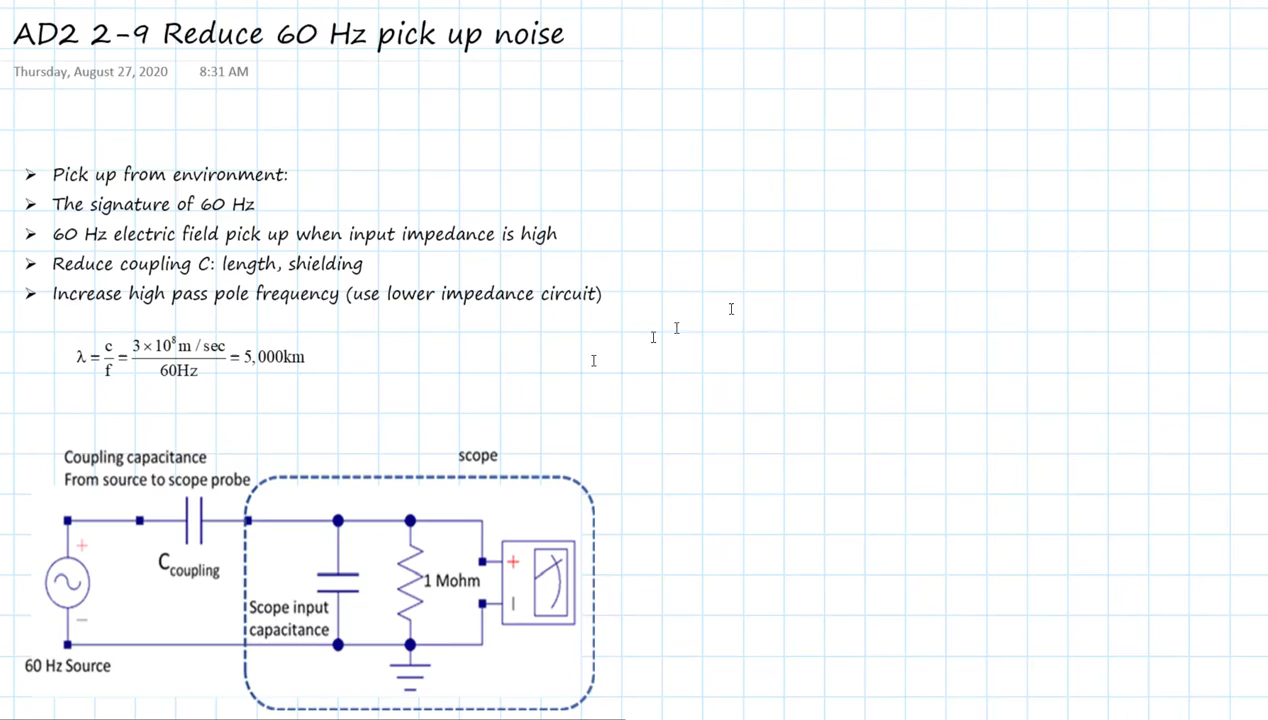 AD2 2-9 Reduce 60 Hz pick up noise
Thursday, August 27, 2020 8:31 AM
➢ Pick up from environment:
➢ The signature of 60 Hz
➢ 60 Hz electric field pick up when input impedance is high
➢ Reduce coupling C: length, shielding
➢ Increase high pass pole frequency (use lower impedance circuit)
λ = c/f = 3 × 10⁸ m / sec / 60Hz = 5,000km
Coupling capacitance
From source to scope probe
scope
+
C coupling
1 Mohm
+
−
Scope input
capacitance
60 Hz Source